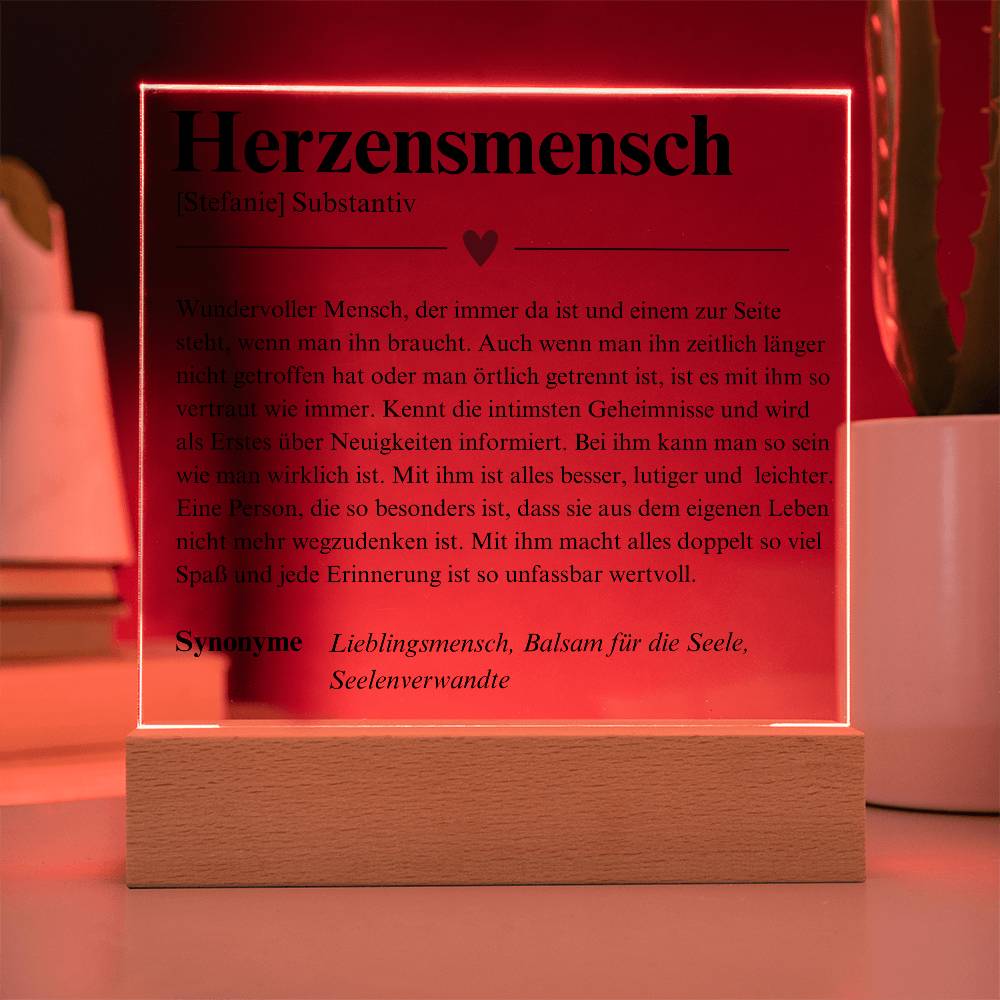 Herzensmensch
[Stefanie] Substantiv
Wundervoller Mensch, der immer da ist und einem zur Seite
steht, wenn man ihn braucht. Auch wenn man ihn zeitlich länger
nicht getroffen hat oder man örtlich getrennt ist, ist es mit ihm so
vertraut wie immer. Kennt die intimsten Geheimnisse und wird
als Erstes über Neuigkeiten informiert. Bei ihm kann man so sein
wie man wirklich ist. Mit ihm ist alles besser, lutiger und leichter.
Eine Person, die so besonders ist, dass sie aus dem eigenen Leben
nicht mehr wegzudenken ist. Mit ihm macht alles doppelt so viel
Spaß und jede Erinnerung ist so unfassbar wertvoll.
Synonyme Lieblingsmensch, Balsam für die Seele,
Seelenverwandte